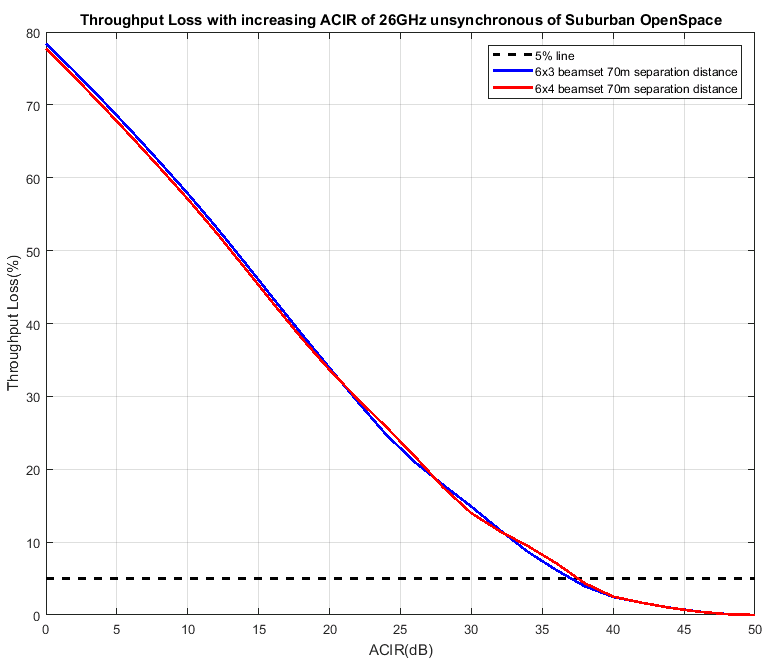 Throughput Loss with increasing ACIR of 26GHz unsynchronous of Suburban OpenSpace
5% line
6x3 beamset 70m separation distance
6x4 beamset 70m separation distance
Throughput Loss(%)
80
70
60
50
40
30
20
10
0
0 5 10 15 20 25 30 35 40 45 50
ACIR(dB)